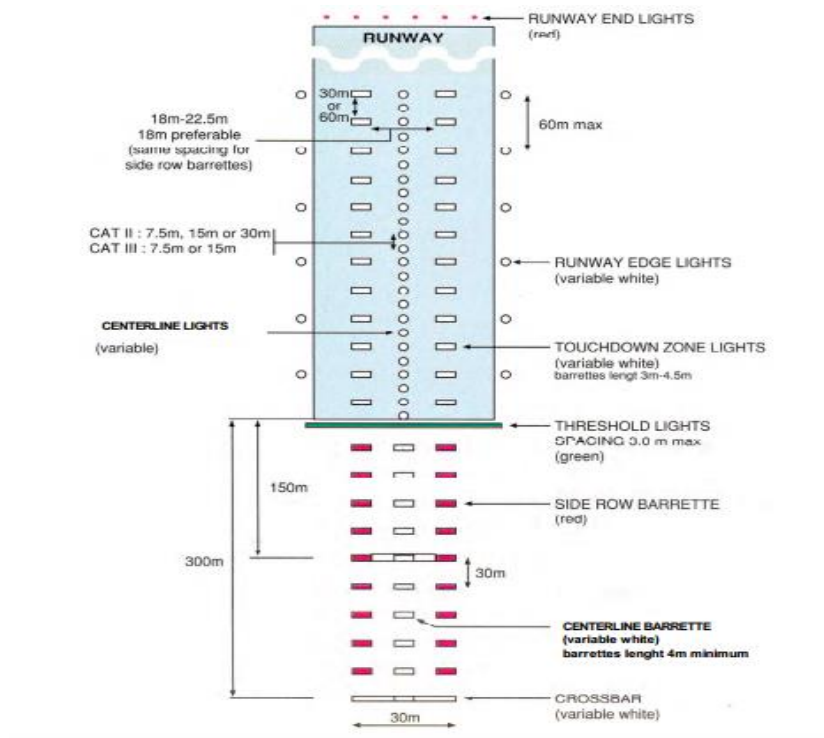 RUNWAY END LIGHTS
(red)
RUNWAY
30m
or
60m
18m-22.5m
18m preferable
(same spacing for
side row barrettes)
60m max
CAT II : 7.5m, 15m or 30m
CAT III : 7.5m or 15m
RUNWAY EDGE LIGHTS
(variable white)
CENTERLINE LIGHTS
(variable)
TOUCHDOWN ZONE LIGHTS
(variable white)
barrettes lengt 3m-4.5m
THRESHOLD LIGHTS
SPACING 3.0 m max
(green)
150m
SIDE ROW BARRETTE
(red)
300m
30m
CENTERLINE BARRETTE
(variable white)
barrettes lenght 4m minimum
CROSSBAR
(variable white)
30m